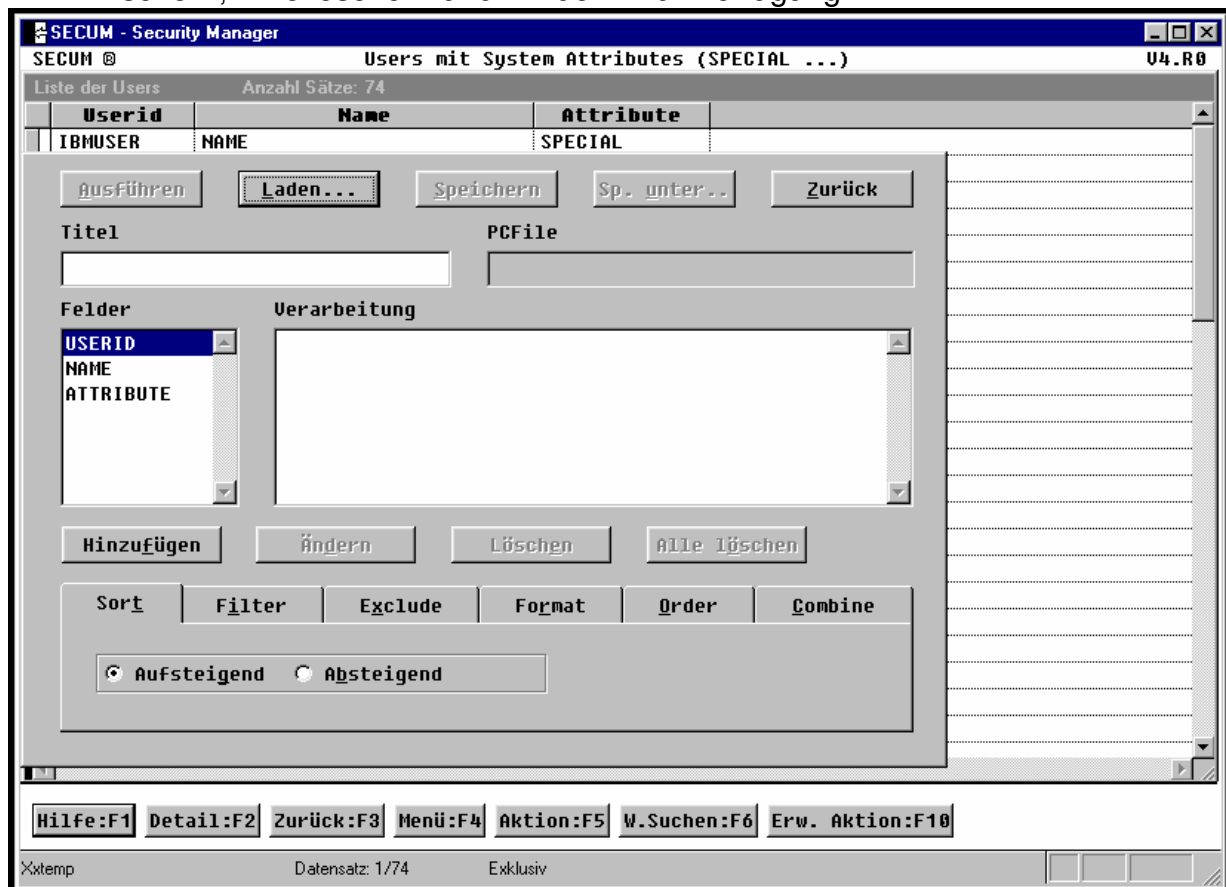 SECUM - Security Manager
SECUM ® Users mit System Attributes (SPECIAL ...) V4.R0
Liste der Users Anzahl Sätze: 74
Userid Name Attribute
IBMUSER NAME SPECIAL
Ausführen Laden... Speichern Sp. unter.. Zurück
Titel PCFile
Felder Verarbeitung
USERID
NAME
ATTRIBUTE
Hinzufügen Ändern Löschen Alle löschen
Sort Filter Exclude Format Order Combine
Aufsteigend Absteigend
Hilfe:F1 Detail:F2 Zurück:F3 Menü:F4 Aktion:F5 W.Suchen:F6 Erw. Aktion:F10
Xxtemp Datensatz: 1/74 Exklusiv